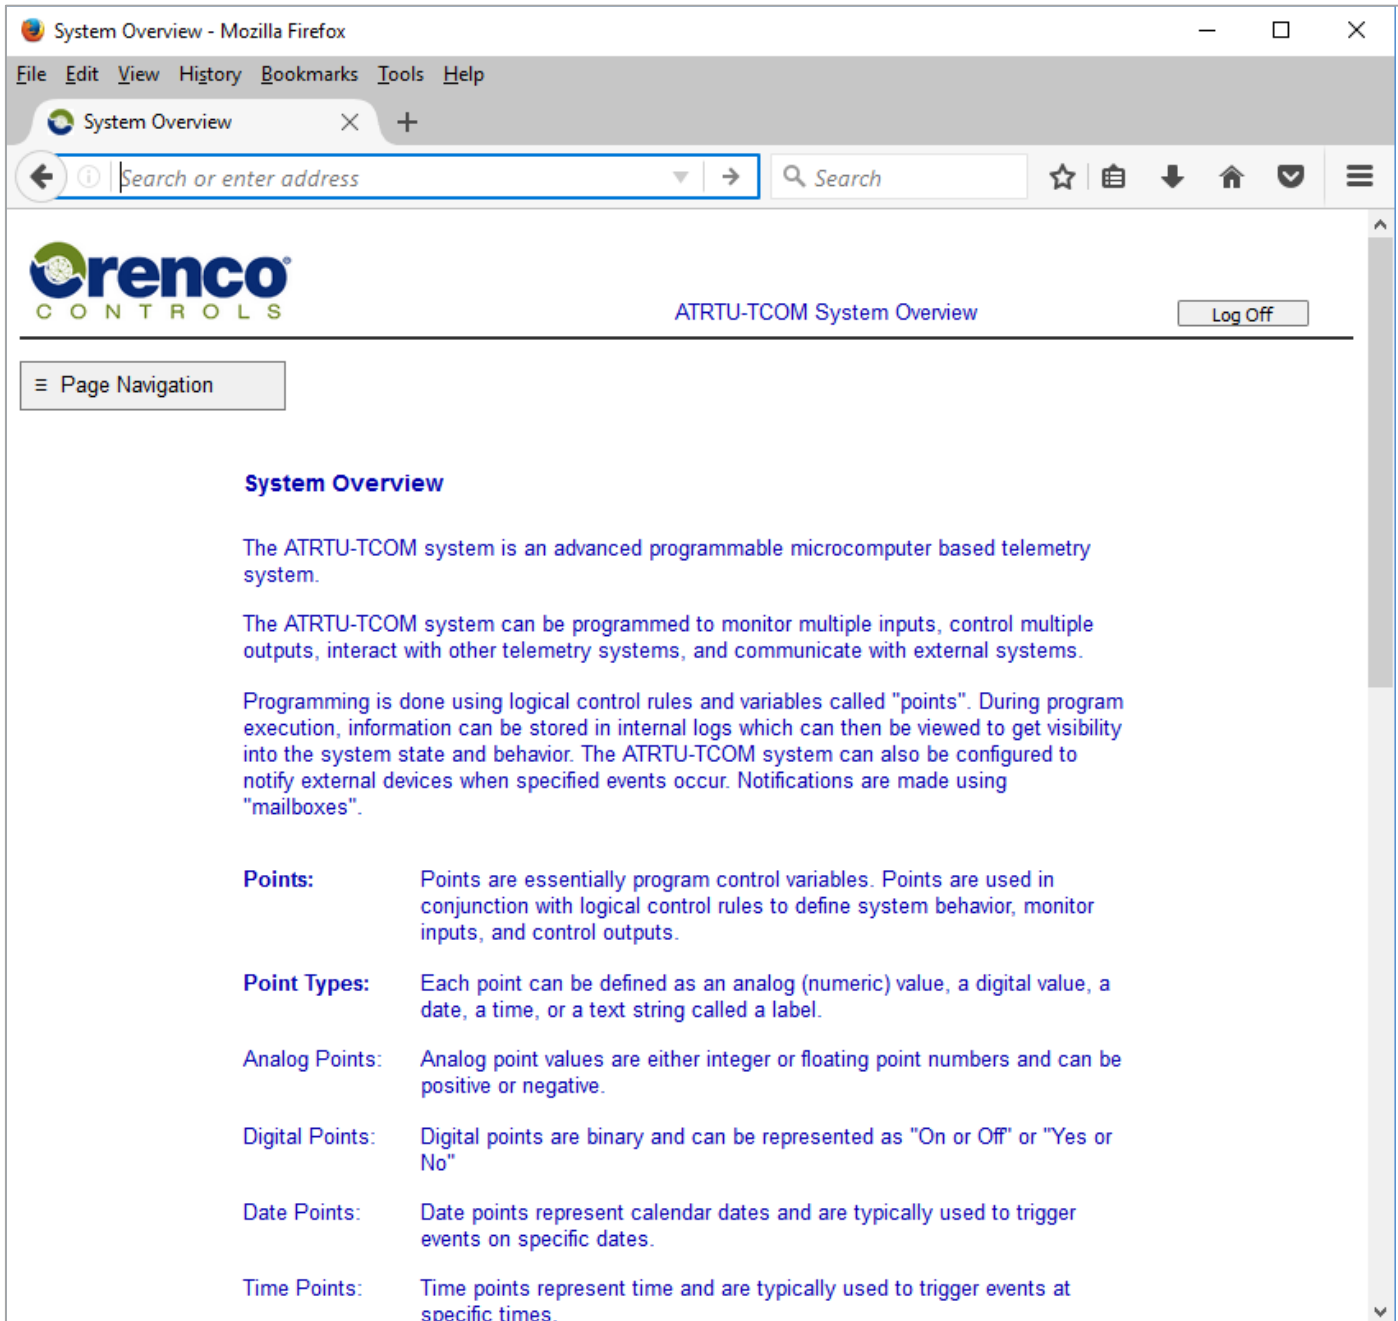 System Overview - Mozilla Firefox
File Edit View History Bookmarks Tools Help
System Overview
Search or enter address
Search
Orenco®
CONTROLS
ATRTU-TCOM System Overview
Log Off
≡ Page Navigation
System Overview
The ATRTU-TCOM system is an advanced programmable microcomputer based telemetry
system.
The ATRTU-TCOM system can be programmed to monitor multiple inputs, control multiple
outputs, interact with other telemetry systems, and communicate with external systems.
Programming is done using logical control rules and variables called "points". During program
execution, information can be stored in internal logs which can then be viewed to get visibility
into the system state and behavior. The ATRTU-TCOM system can also be configured to
notify external devices when specified events occur. Notifications are made using
"mailboxes".
Points: Points are essentially program control variables. Points are used in
conjunction with logical control rules to define system behavior, monitor
inputs, and control outputs.
Point Types: Each point can be defined as an analog (numeric) value, a digital value, a
date, a time, or a text string called a label.
Analog Points: Analog point values are either integer or floating point numbers and can be
positive or negative.
Digital Points: Digital points are binary and can be represented as "On or Off" or "Yes or
No"
Date Points: Date points represent calendar dates and are typically used to trigger
events on specific dates.
Time Points: Time points represent time and are typically used to trigger events at
specific times.